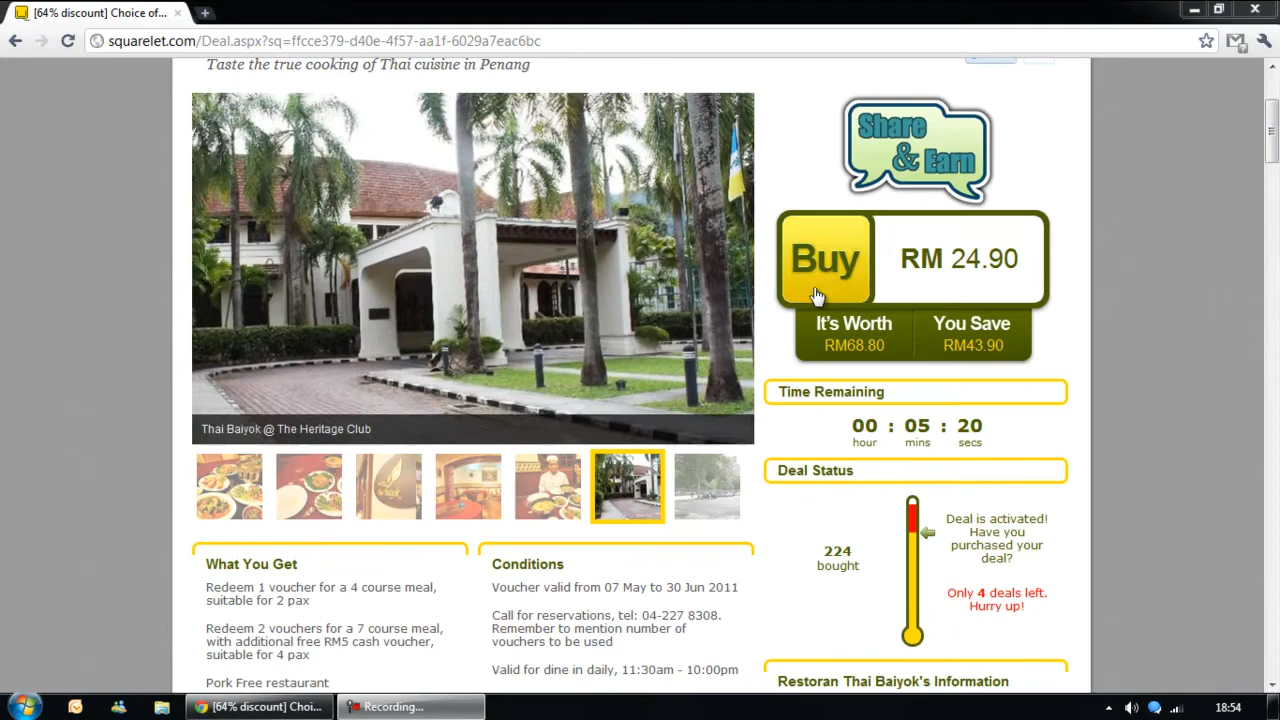 [64% discount] Choice of...
squarelet.com/Deal.aspx?sq=ffcce379-d40e-4f57-aa1f-6029a7eac6bc
Taste the true cooking of Thai cuisine in Penang
Share
& Earn
Buy
RM 24.90
It's Worth
RM68.80
You Save
RM43.90
Thai Baiyok @ The Heritage Club
Time Remaining
00 : 05 : 20
hour mins secs
Deal Status
224
bought
Deal is activated!
Have you
purchased your
deal?
Only 4 deals left.
Hurry up!
What You Get
Redeem 1 voucher for a 4 course meal,
suitable for 2 pax
Redeem 2 vouchers for a 7 course meal,
with additional free RM5 cash voucher,
suitable for 4 pax
Pork Free restaurant
Conditions
Voucher valid from 07 May to 30 Jun 2011
Call for reservations, tel: 04-227 8308.
Remember to mention number of
vouchers to be used
Valid for dine in daily, 11:30am - 10:00pm
Restoran Thai Baiyok's Information
[64% discount] Choi...
Recording...
18:54